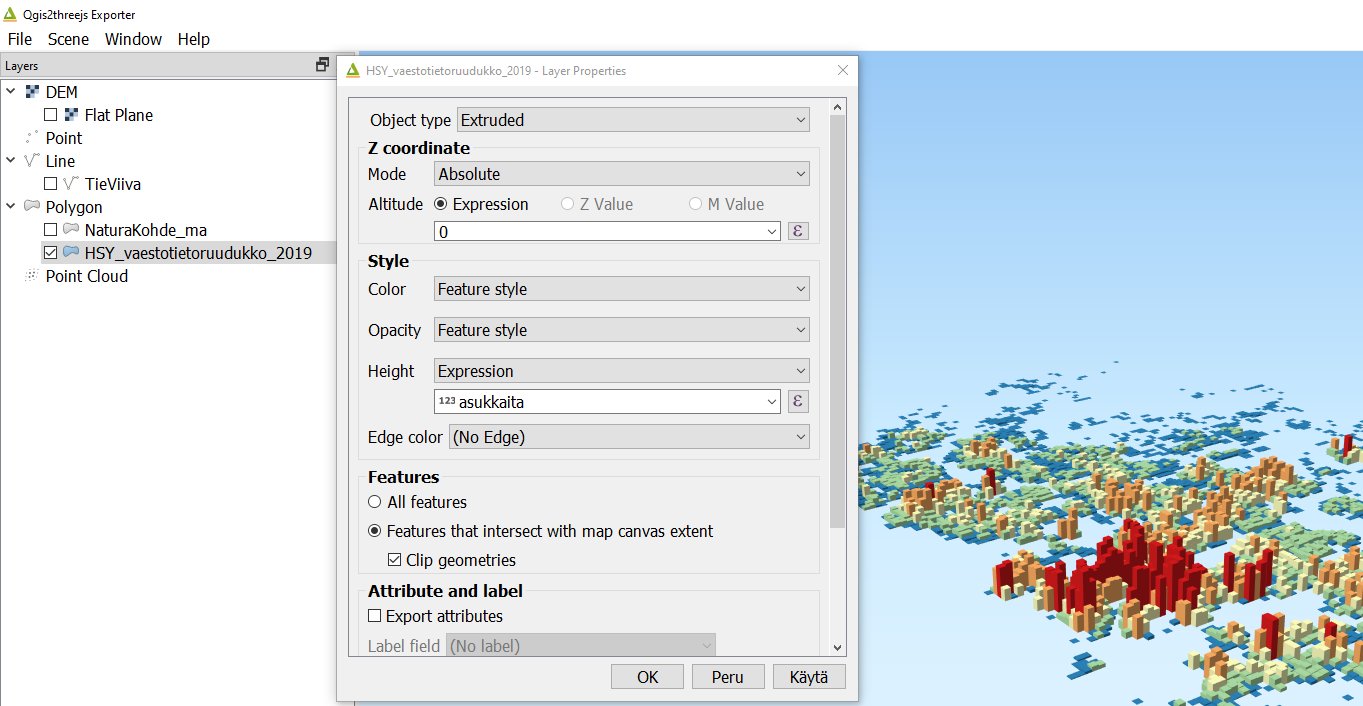 Qgis2threejs Exporter
File Scene Window Help
Layers
DEM
Flat Plane
Point
Line
TieViiva
Polygon
NaturaKohde_ma
HSY_vaestotietoruudukko_2019
Point Cloud
HSY_vaestotietoruudukko_2019 - Layer Properties
Object type Extruded
Z coordinate
Mode Absolute
Altitude Expression Z Value M Value
0 ε
Style
Color Feature style
Opacity Feature style
Height Expression
123 asukkaita ε
Edge color (No Edge)
Features
All features
Features that intersect with map canvas extent
Clip geometries
Attribute and label
Export attributes
Label field (No label)
OK Peru Käytä